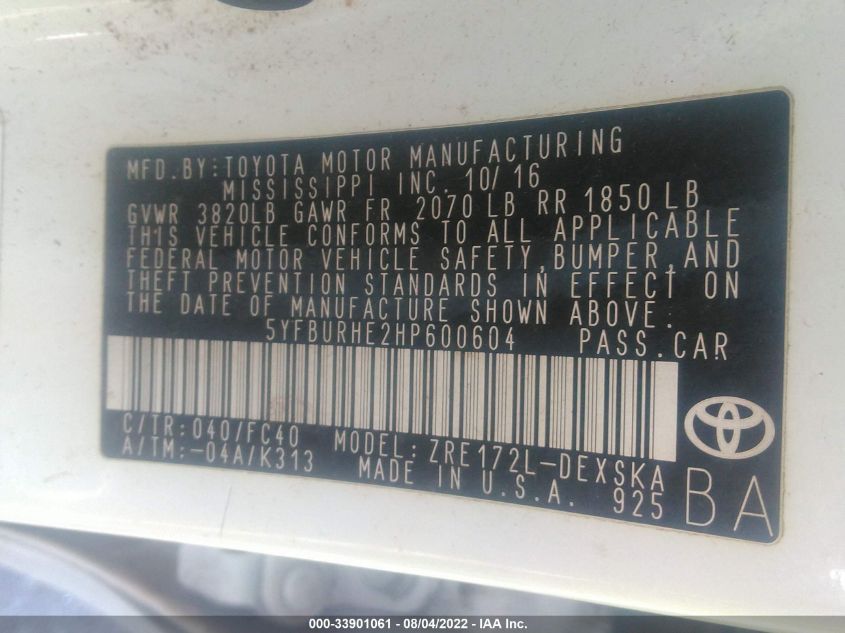 MFD.BY:TOYOTA MOTOR MANUFACTURING
MISSISSIPPI INC. 10/16
GVWR 3820LB GAWR FR 2070 LB RR 1850 LB
THIS VEHICLE CONFORMS TO ALL APPLICABLE
FEDERAL MOTOR VEHICLE SAFETY, BUMPER, AND
THEFT PREVENTION STANDARDS IN EFFECT ON
THE DATE OF MANUFACTURE SHOWN ABOVE.
5YFBURHE2HP600604 PASS.CAR
C/TR: 040/FC40 MODEL: ZRE172L-DEXSKA
A/TM:-04A/K313 MADE IN U.S.A. 925
BA
000-33901061 - 08/04/2022 - IAA Inc.